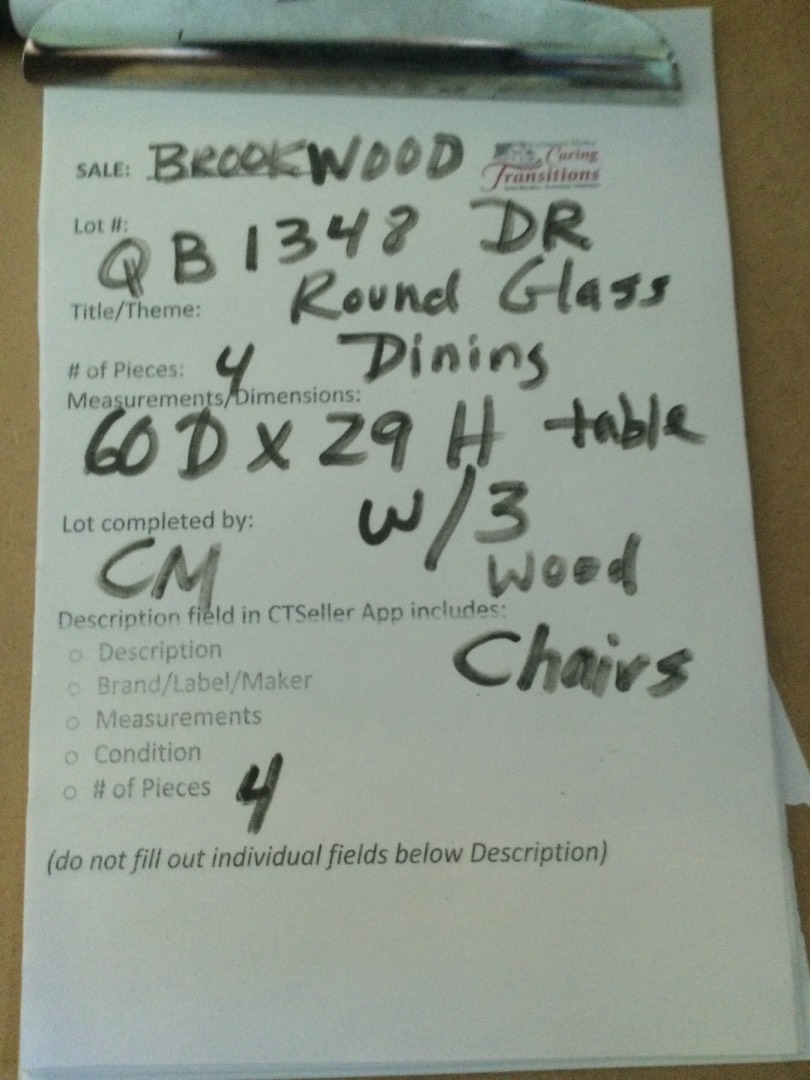 SALE: BROOKWOOD
Caring
Transitions
Lot #: QB 1348 DR
Title/Theme: Round Glass
# of Pieces: 4 Dining
Measurements/Dimensions:
60 D X 29 H table
Lot completed by: w/3
CM Wood
Description field in CTSeller App includes:
Chairs
○ Description
○ Brand/Label/Maker
○ Measurements
○ Condition
○ # of Pieces 4
(do not fill out individual fields below Description)